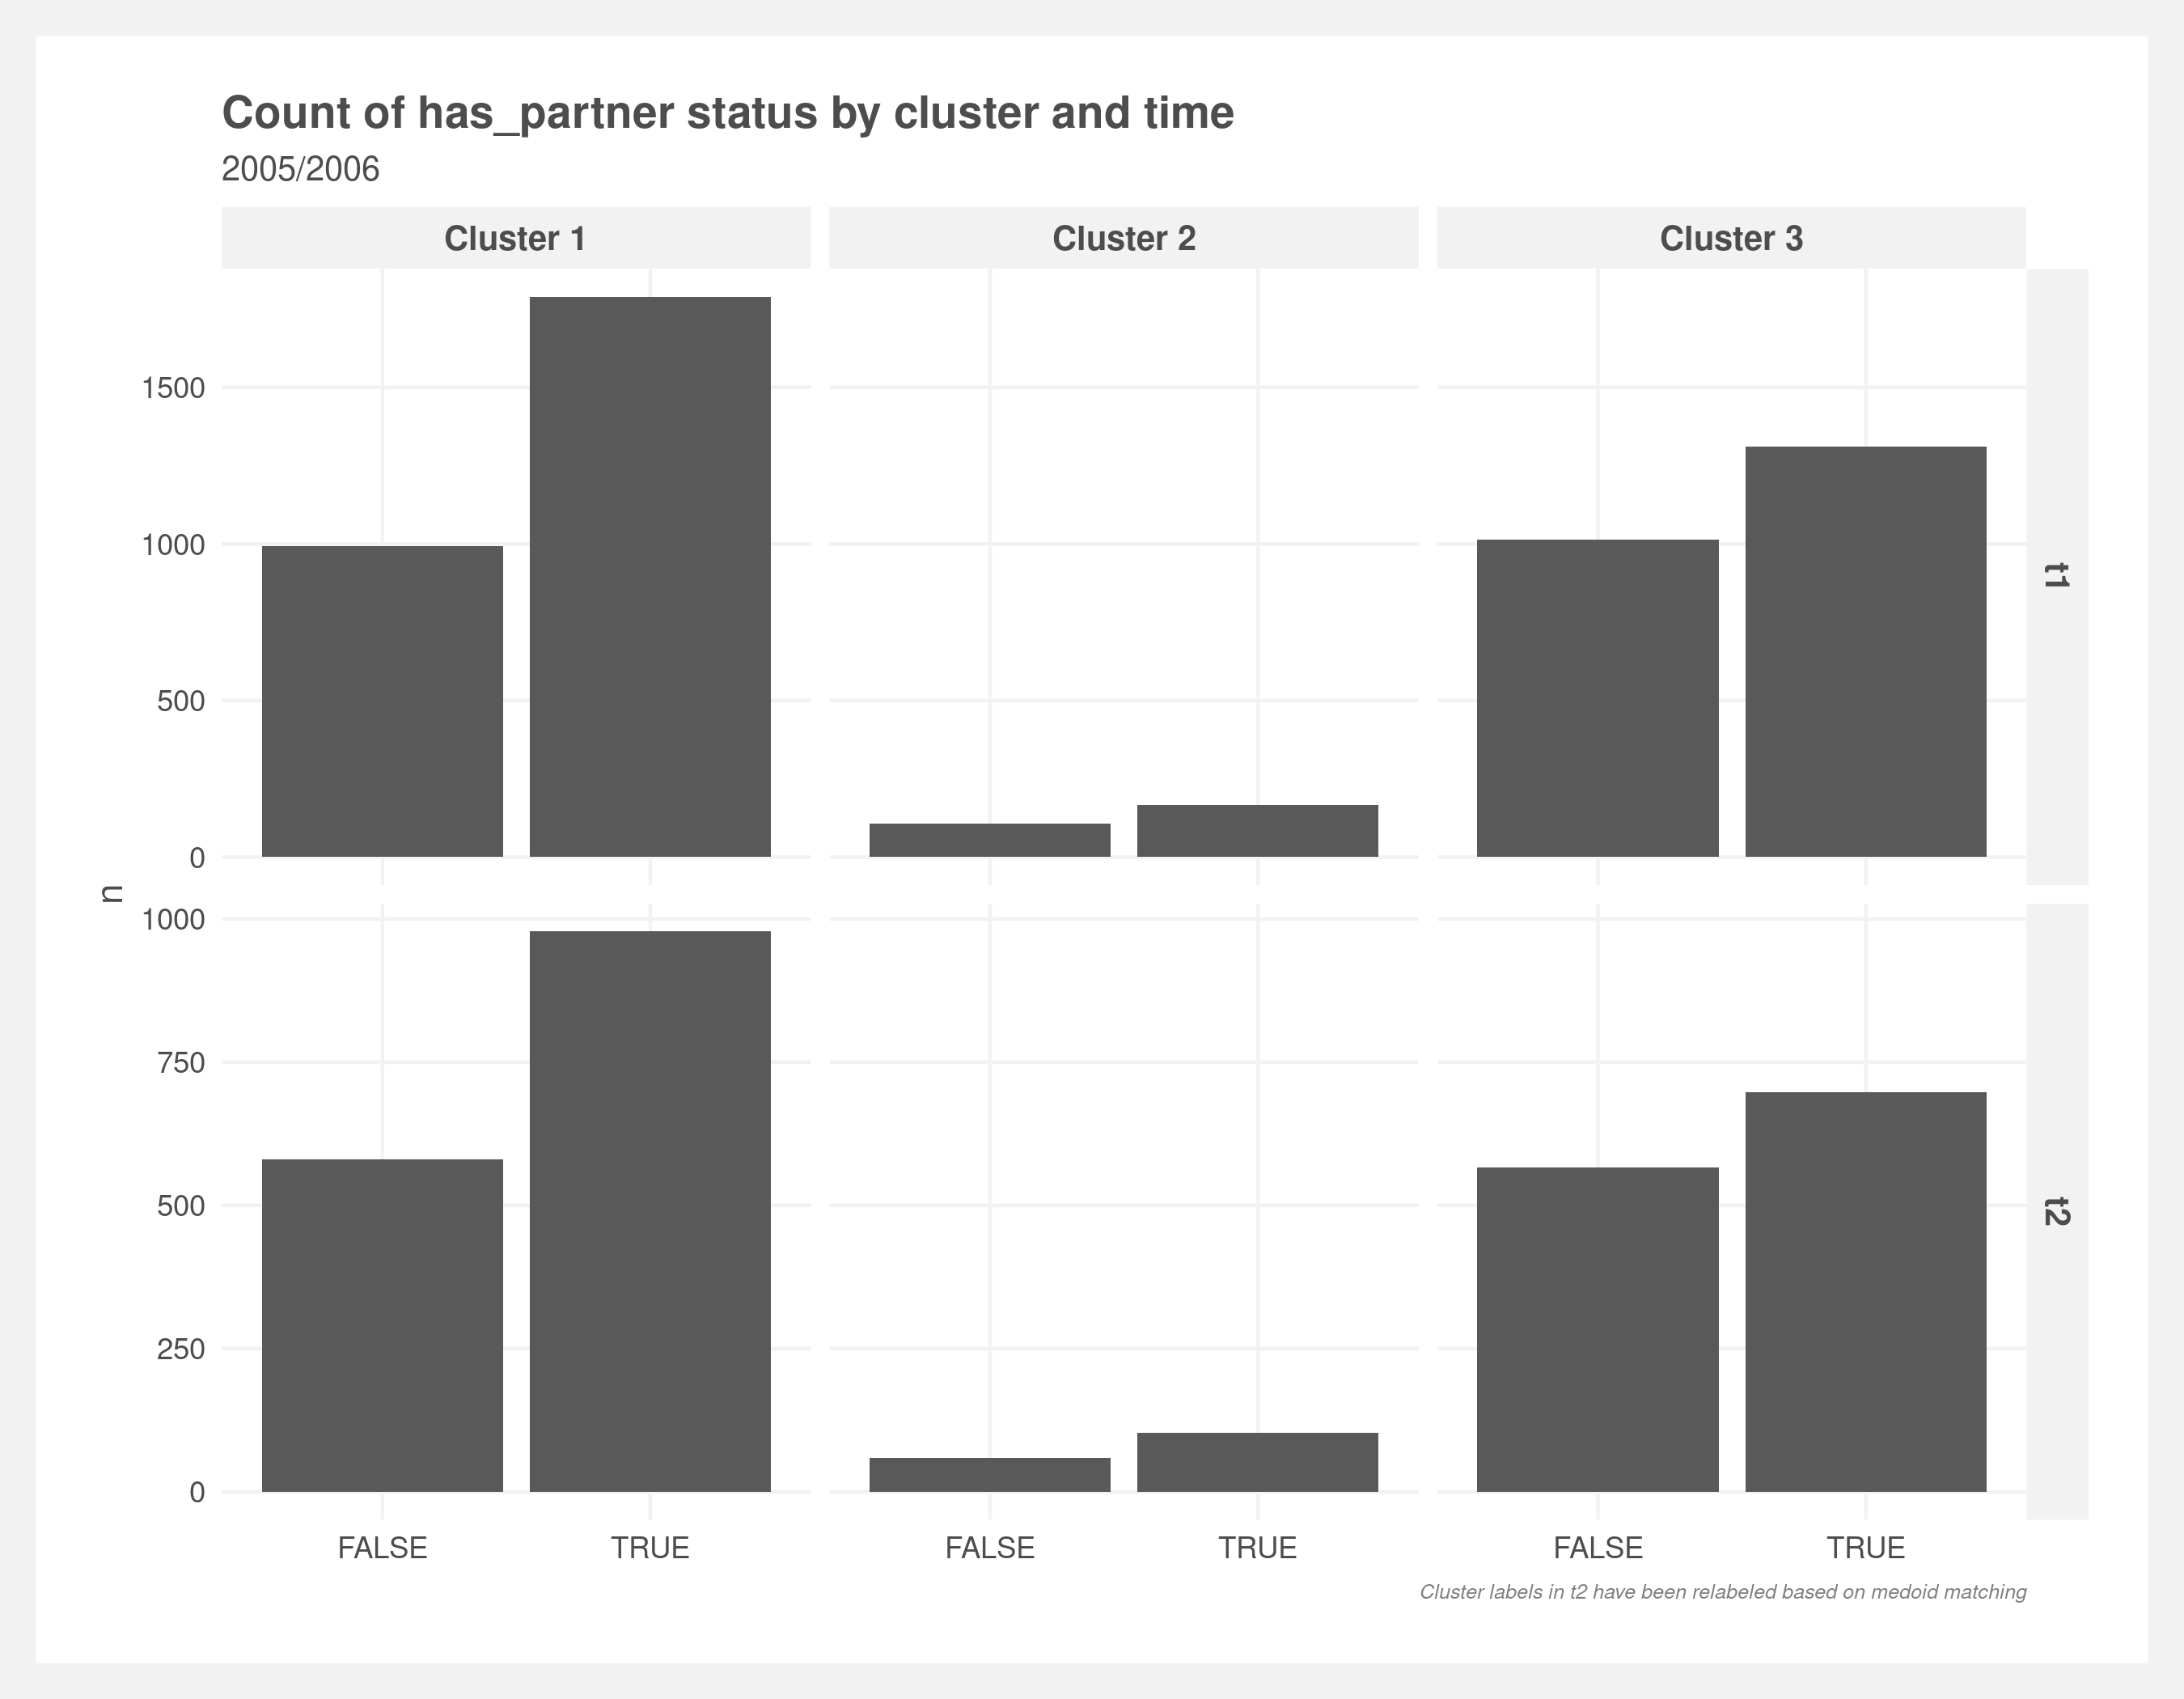 Count of has_partner status by cluster and time
2005/2006
Cluster 1
Cluster 2
Cluster 3
1500
1000
500
0
t1
n
1000
750
500
250
0
t2
FALSE
TRUE
FALSE
TRUE
FALSE
TRUE
Cluster labels in t2 have been relabeled based on medoid matching